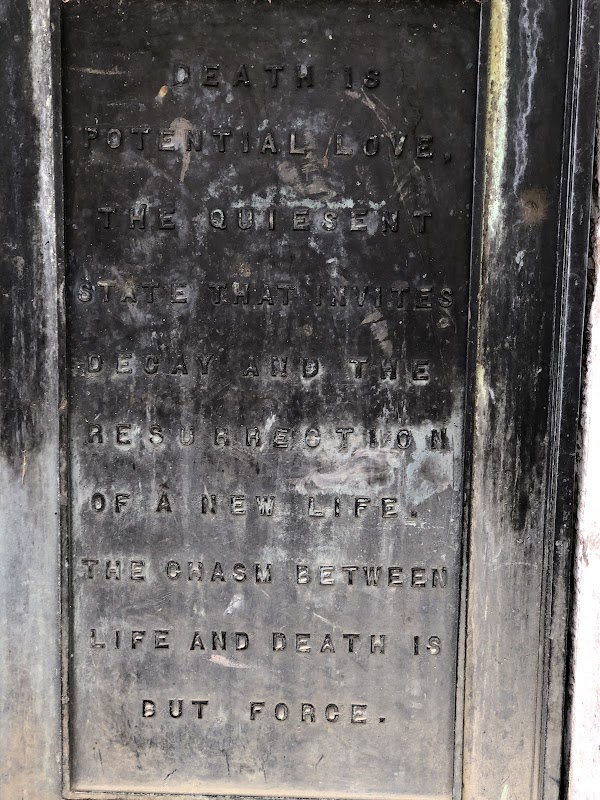 DEATH IS
POTENTIAL LOVE,
THE QUIESENT
STATE THAT INVITES
DECAY AND THE
RESURRECTION
OF A NEW LIFE.
THE CHASM BETWEEN
LIFE AND DEATH IS
BUT FORCE.